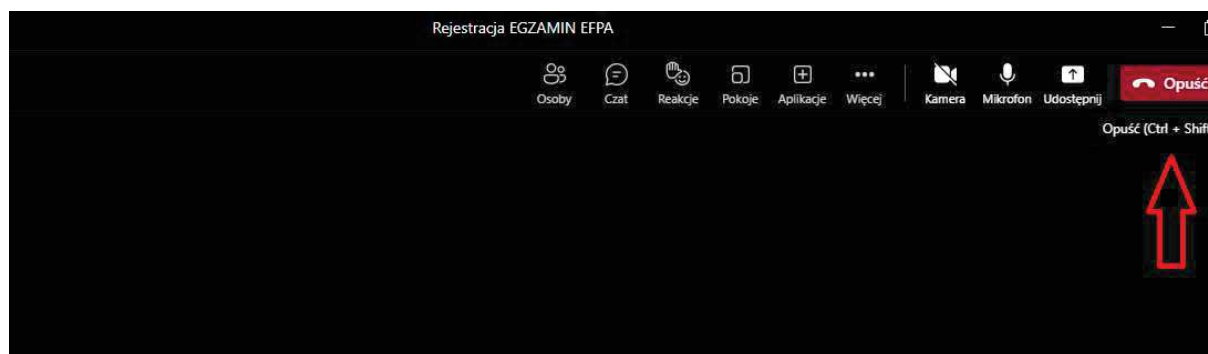 Rejestracja EGZAMIN EFPA
Osoby Czat Reakcje Pokoje Aplikacje Więcej Kamera Mikrofon Udostępnij Opuść
Opuść (Ctrl + Shift